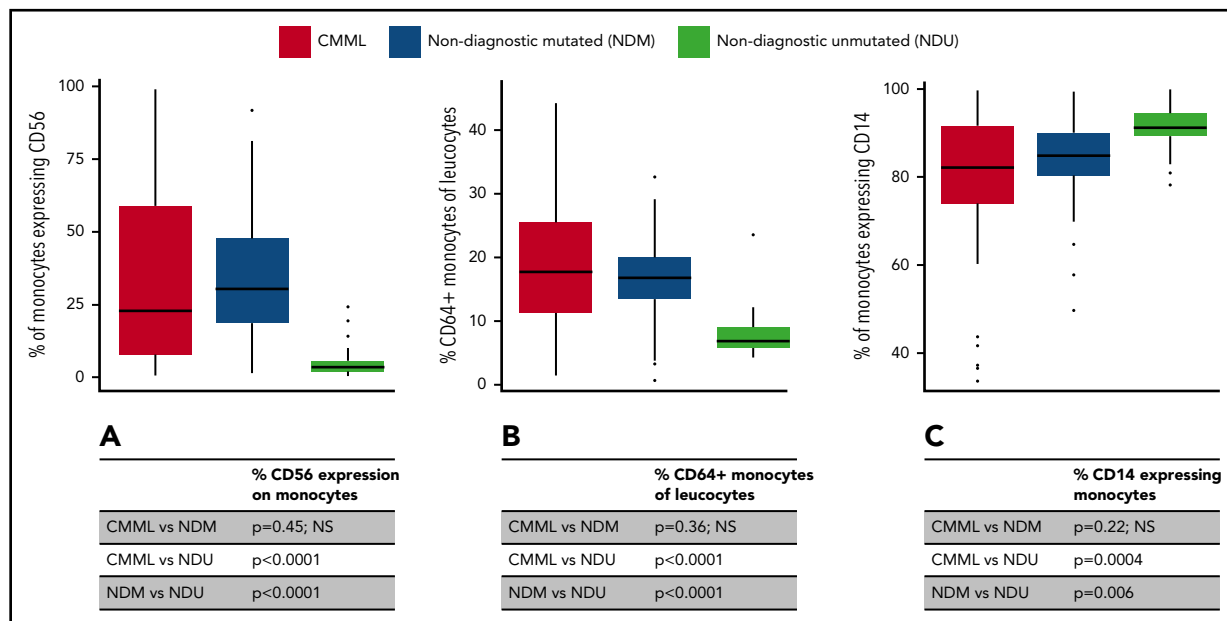 CMML Non-diagnostic mutated (NDM) Non-diagnostic unmutated (NDU)
% of monocytes expressing CD56
100
75
50
25
0
% CD64+ monocytes of leucocytes
40
30
20
10
0
% of monocytes expressing CD14
100
80
60
40
A
% CD56 expression
on monocytes
CMML vs NDM p=0.45; NS
CMML vs NDU p<0.0001
NDM vs NDU p<0.0001
B
% CD64+ monocytes
of leucocytes
CMML vs NDM p=0.36; NS
CMML vs NDU p<0.0001
NDM vs NDU p<0.0001
C
% CD14 expressing
monocytes
CMML vs NDM p=0.22; NS
CMML vs NDU p=0.0004
NDM vs NDU p=0.006